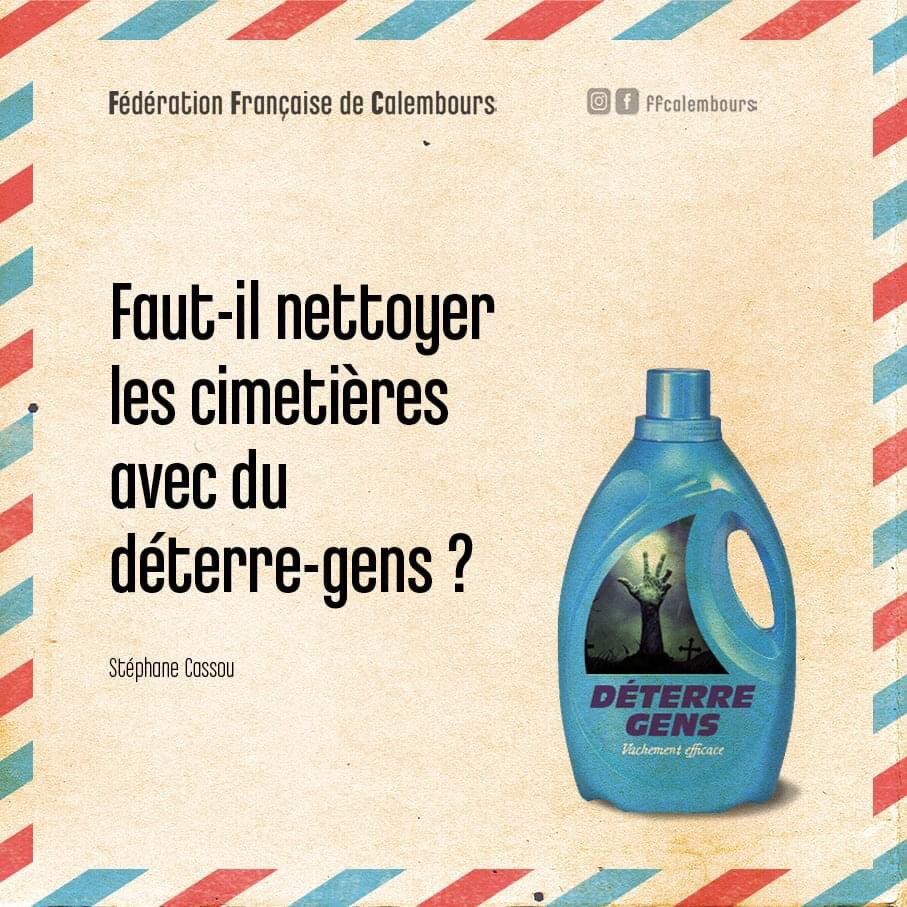 Fédération Française de Calembours
ffcalembours
Faut-il nettoyer
les cimetières
avec du
déterre-gens ?
Stéphane Cassou
DÉTERRE
GENS
Vachement efficace